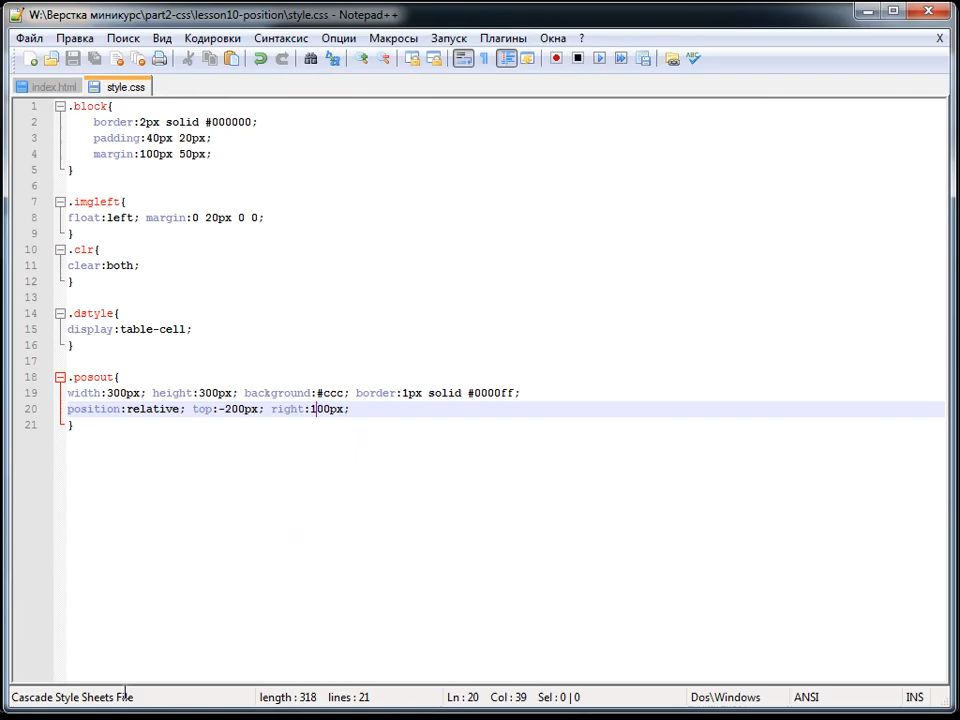 W:\Верстка миникурс\part2-css\lesson10-position\style.css - Notepad++
Файл Правка Поиск Вид Кодировки Синтаксис Опции Макросы Запуск Плагины Окна ? X
index.html style.css
1 .block{
2 border:2px solid #000000;
3 padding:40px 20px;
4 margin:100px 50px;
5 }
6
7 .imgleft{
8 float:left; margin:0 20px 0 0;
9 }
10 .clr{
11 clear:both;
12 }
13
14 .dstyle{
15 display:table-cell;
16 }
17
18 .posout{
19 width:300px; height:300px; background:#ccc; border:1px solid #0000ff;
20 position:relative; top:-200px; right:100px;
21 }
Cascade Style Sheets File length : 318 lines : 21 Ln : 20 Col : 39 Sel : 0 | 0 Dos\Windows ANSI INS